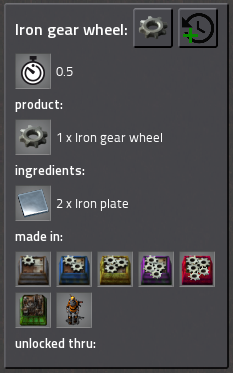 Iron gear wheel:
0.5
product:
1 x Iron gear wheel
ingredients:
2 x Iron plate
made in:
unlocked thru: